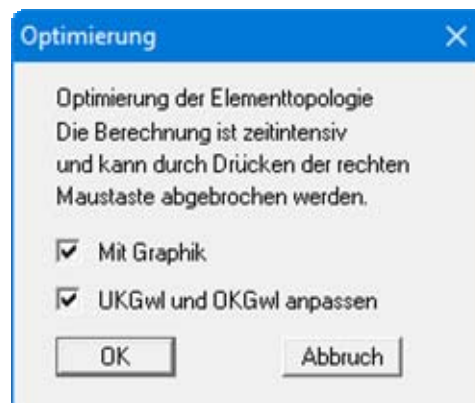 Optimierung
Optimierung der Elementtopologie
Die Berechnung ist zeitintensiv
und kann durch Drücken der rechten
Maustaste abgebrochen werden.
Mit Graphik
UKGwl und OKGwl anpassen
OK Abbruch